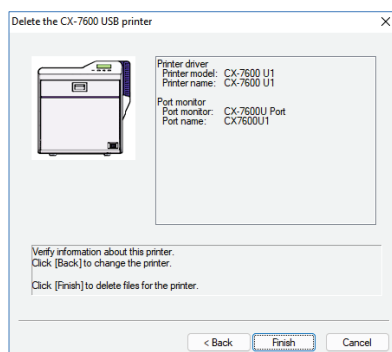 Delete the CX-7600 USB printer
Printer driver
Printer model: CX-7600 U1
Printer name: CX-7600 U1
Port monitor
Port monitor: CX-7600U Port
Port name: CX7600U1
Verify information about this printer.
Click [Back] to change the printer.
Click [Finish] to delete files for the printer.
< Back Finish Cancel